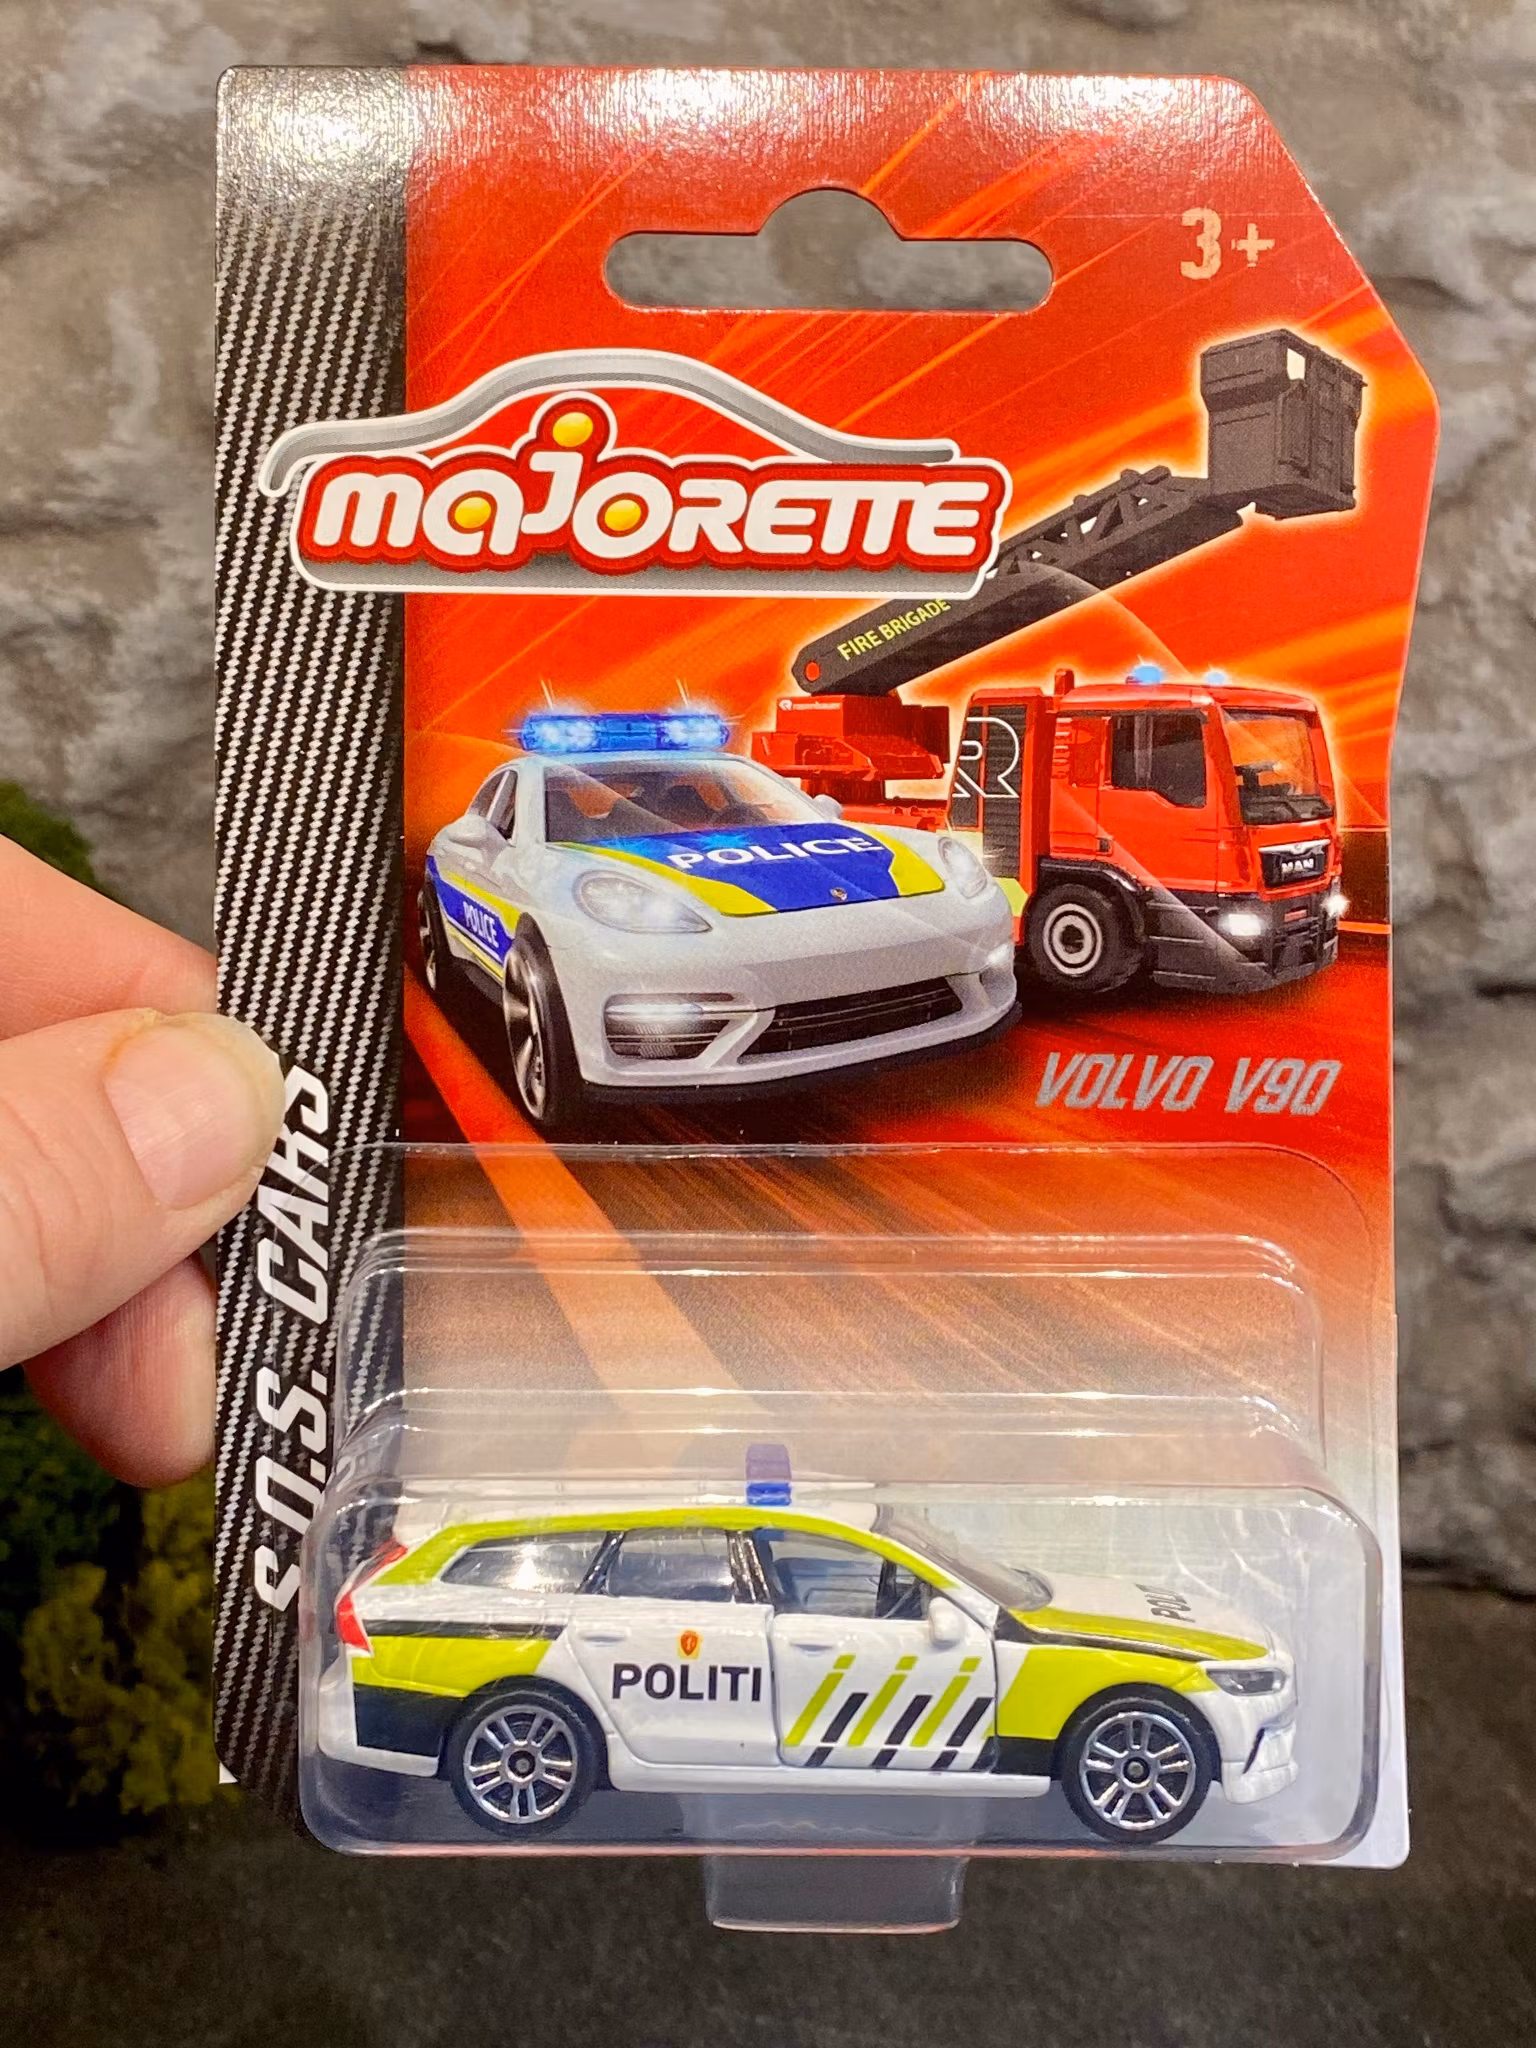 3+
majorette
FIRE BRIGADE
POLICE
POLICE
MAN
VOLVO V90
S.O.S. CARS
POLITI